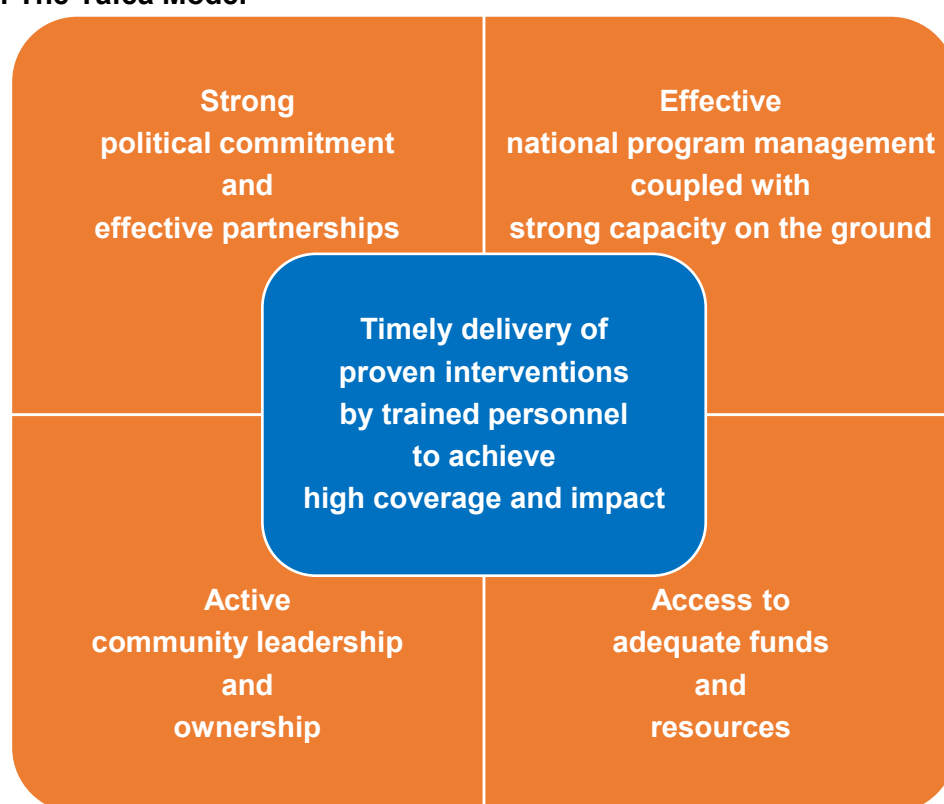 The
Strong
political commitment
and
effective partnerships
Effective
national program management
coupled with
strong capacity on the ground
Timely delivery of
proven interventions
by trained personnel
to achieve
high coverage and impact
Active
community leadership
and
ownership
Access to
adequate funds
and
resources